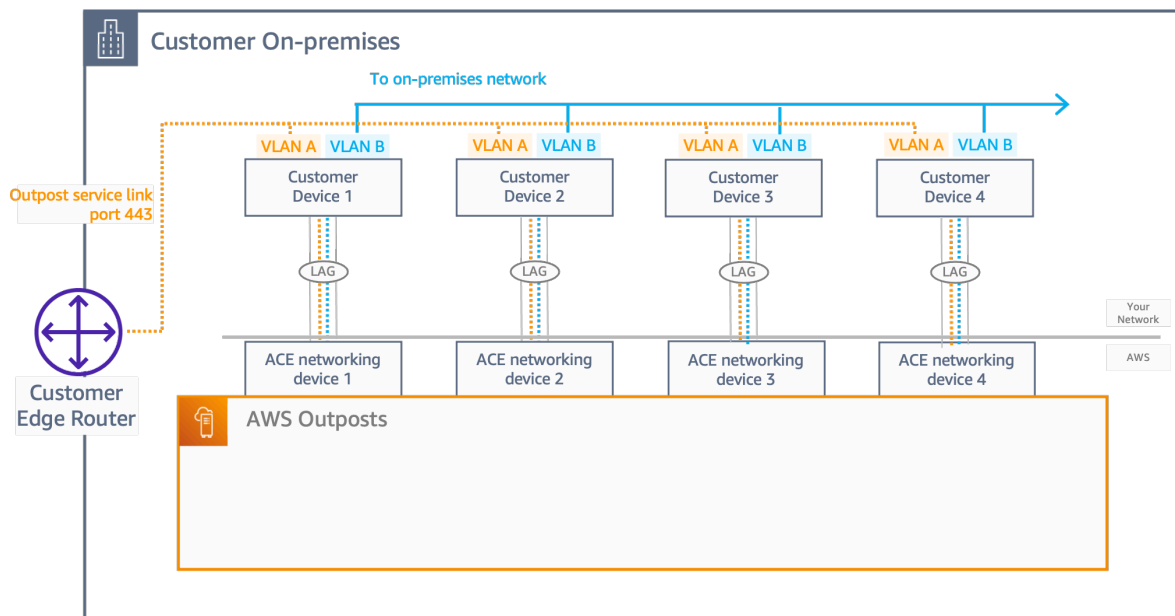 Customer On-premises
To on-premises network
VLAN A VLAN B VLAN A VLAN B VLAN A VLAN B VLAN A VLAN B
Customer
Device 1
Customer
Device 2
Customer
Device 3
Customer
Device 4
Outpost service link
port 443
LAG LAG LAG LAG
Your
Network
AWS
ACE networking
device 1
ACE networking
device 2
ACE networking
device 3
ACE networking
device 4
Customer
Edge Router
AWS Outposts